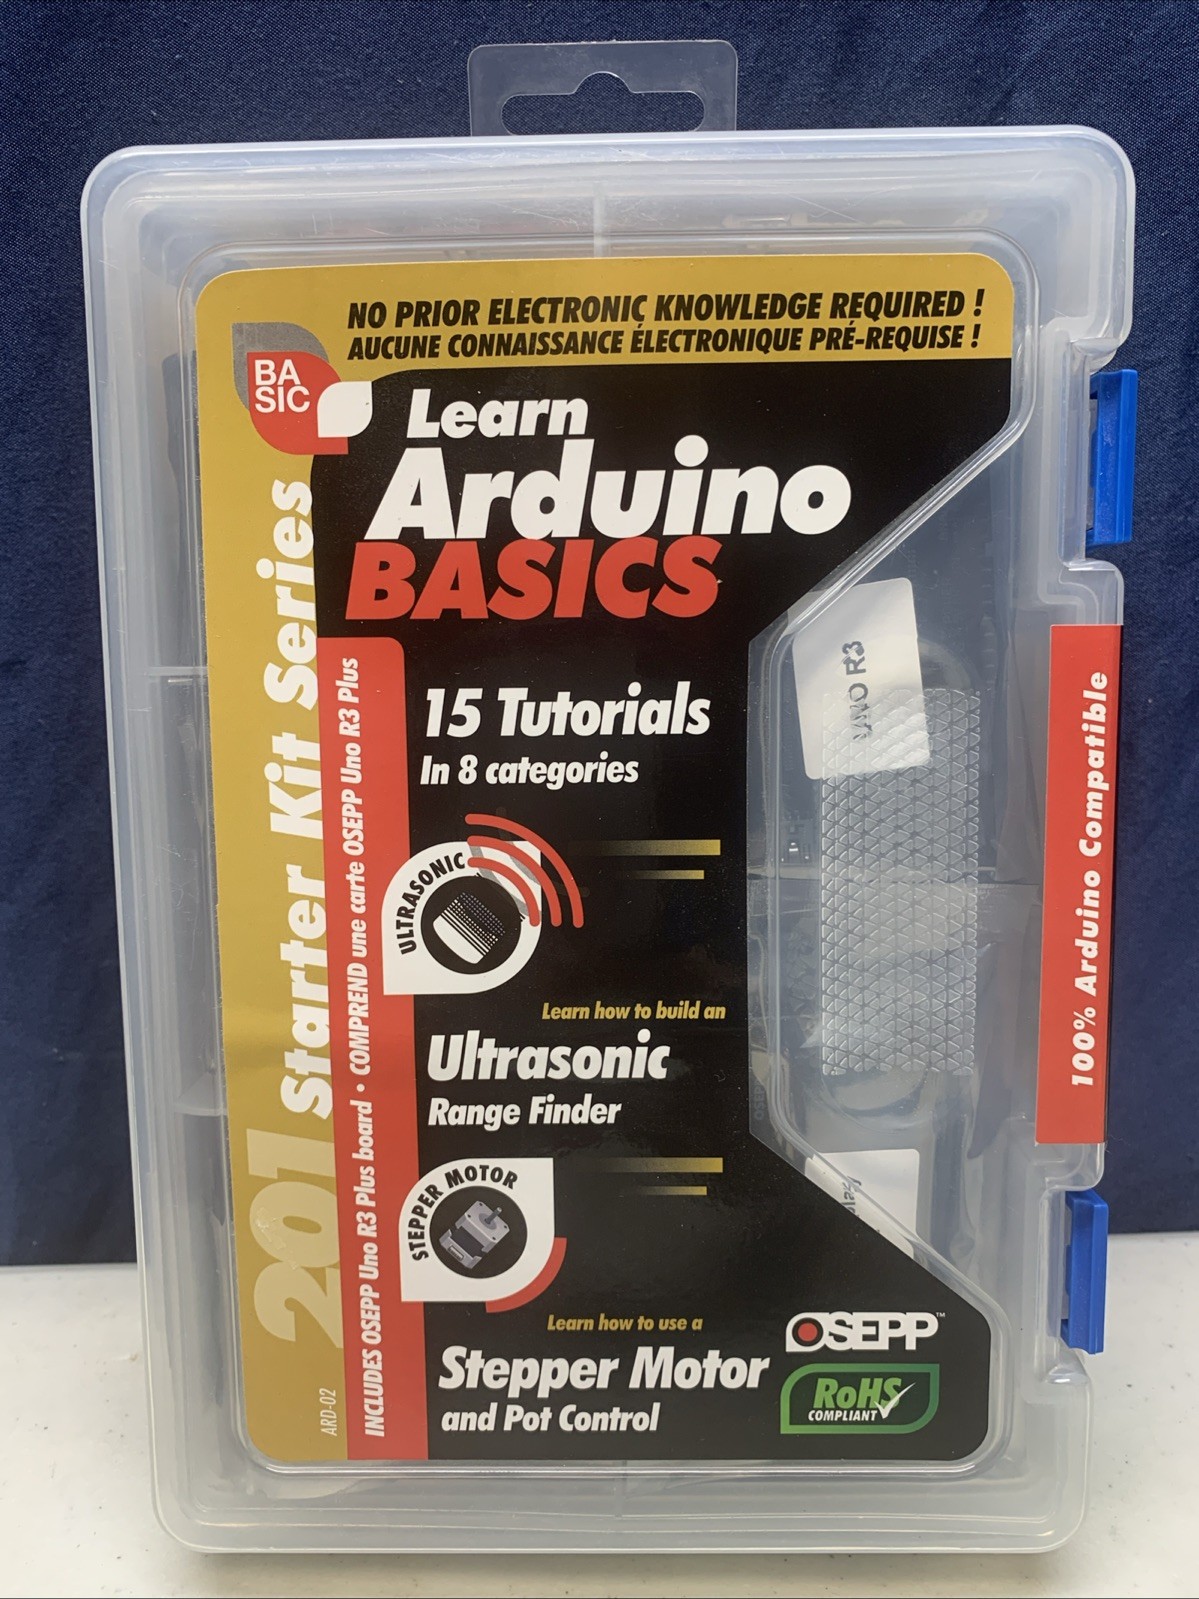 NO PRIOR ELECTRONIC KNOWLEDGE REQUIRED !
AUCUNE CONNAISSANCE ÉLECTRONIQUE PRÉ-REQUISE !
BA
SIC
Learn
Arduino
BASICS
201 Starter Kit Series
INCLUDES OSEPP Uno R3 Plus board • COMPREND une carte OSEPP Uno R3 Plus
15 Tutorials
In 8 categories
UNO R3
100% Arduino Compatible
ULTRASONIC
Learn how to build an
Ultrasonic
Range Finder
STEPPER MOTOR
Learn how to use a
Stepper Motor
and Pot Control
OSEPP™
RoHS
COMPLIANT
ARD-02